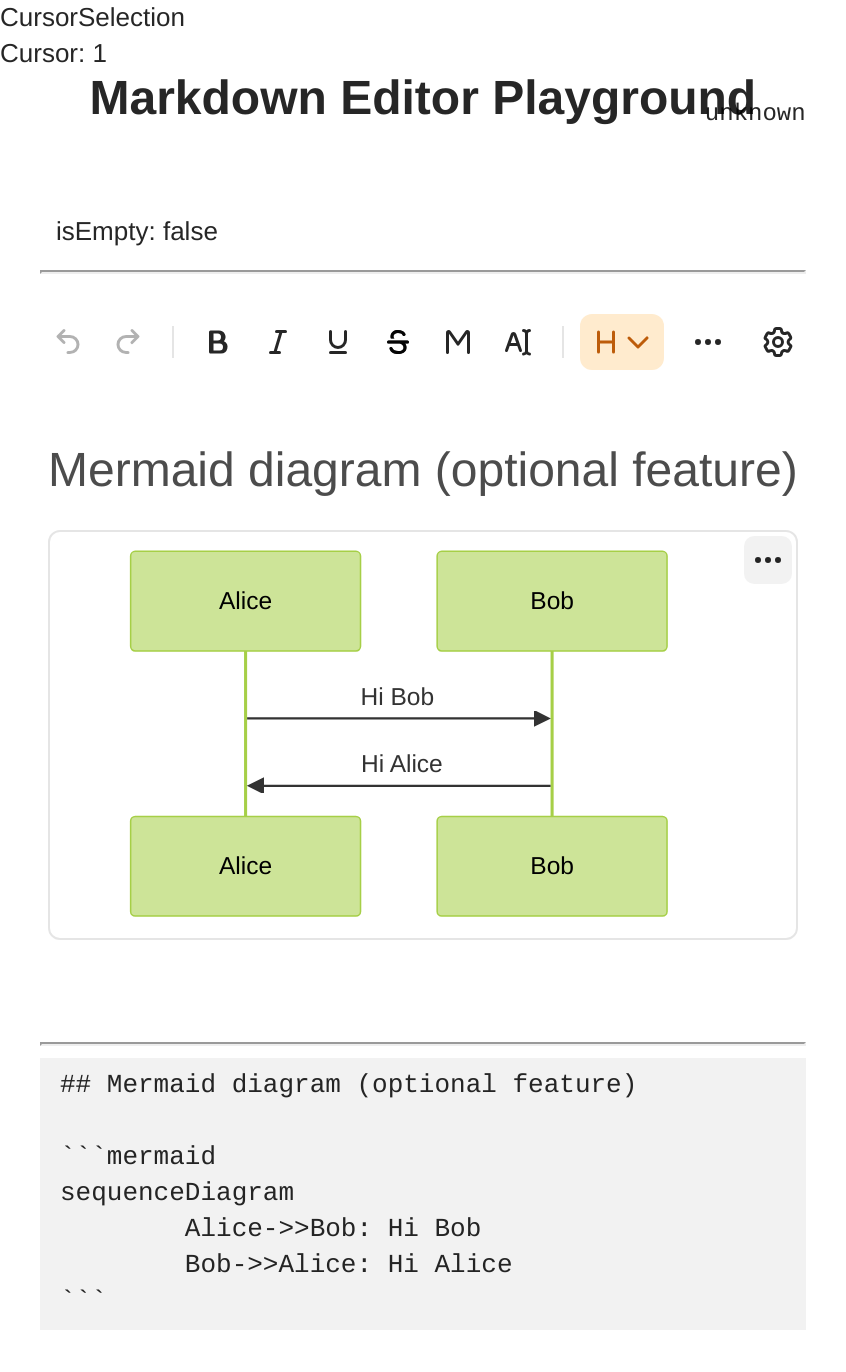 CursorSelection
Cursor: 1
Markdown Editor Playground
unknown
isEmpty: false
B I U S M A H
Mermaid diagram (optional feature)
Alice Bob
Hi Bob
Hi Alice
Alice Bob
## Mermaid diagram (optional feature)
```mermaid
sequenceDiagram
        Alice->>Bob: Hi Bob
        Bob->>Alice: Hi Alice
```